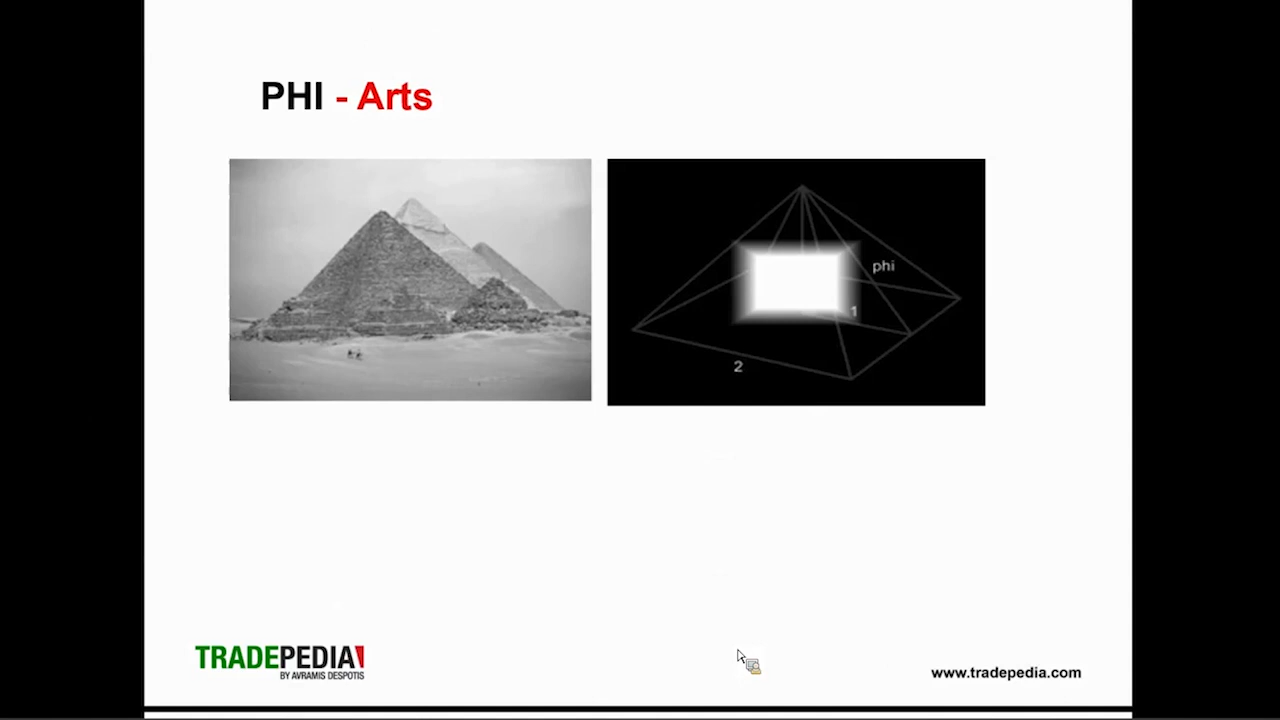 PHI - Arts
phi
1
2
TRADEPEDIA
BY AVRAMIS DESPOTIS
www.tradepedia.com